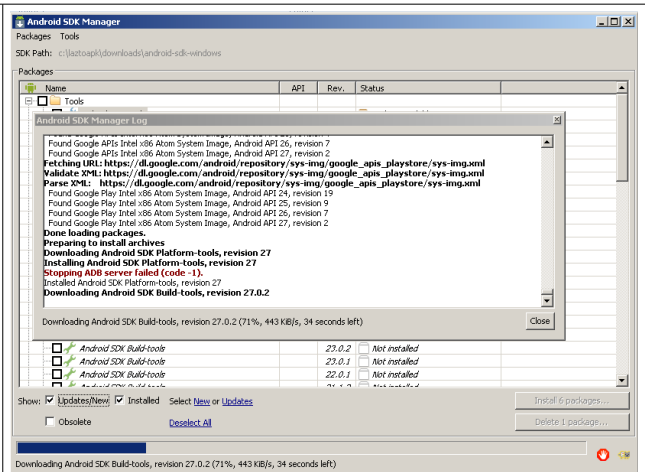 Android SDK Manager
Packages Tools
SDK Path: c:\laztoapk\downloads\android-sdk-windows
Packages
Name API Rev. Status
Tools
Android SDK Manager Log
Found Google APIs Intel x86 Atom System Image, Android API 26, revision 7
Found Google APIs Intel x86 Atom System Image, Android API 27, revision 2
Fetching URL: https://dl.google.com/android/repository/sys-img/google_apis_playstore/sys-img.xml
Validate XML: https://dl.google.com/android/repository/sys-img/google_apis_playstore/sys-img.xml
Parse XML: https://dl.google.com/android/repository/sys-img/google_apis_playstore/sys-img.xml
Found Google Play Intel x86 Atom System Image, Android API 24, revision 19
Found Google Play Intel x86 Atom System Image, Android API 25, revision 9
Found Google Play Intel x86 Atom System Image, Android API 26, revision 7
Found Google Play Intel x86 Atom System Image, Android API 27, revision 2
Done loading packages.
Preparing to install archives
Downloading Android SDK Platform-tools, revision 27
Installing Android SDK Platform-tools, revision 27
Stopping ADB server failed (code -1).
Installed Android SDK Platform-tools, revision 27
Downloading Android SDK Build-tools, revision 27.0.2
Downloading Android SDK Build-tools, revision 27.0.2 (71%, 443 KiB/s, 34 seconds left)
Close
Android SDK Build-tools 23.0.2 Not installed
Android SDK Build-tools 23.0.1 Not installed
Android SDK Build-tools 22.0.1 Not installed
Android SDK Build-tools Not installed
Show: Updates/New Installed Select New or Updates
Install 6 packages...
Obsolete Deselect All
Delete 1 package...
Downloading Android SDK Build-tools, revision 27.0.2 (71%, 443 KiB/s, 34 seconds left)